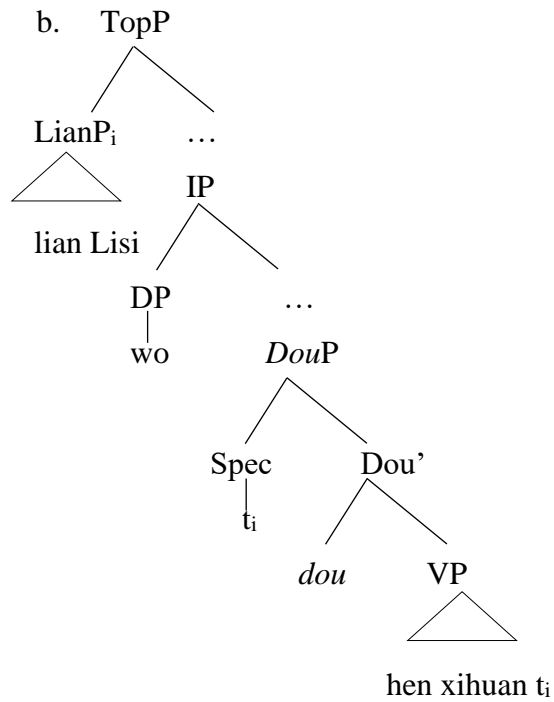 b. TopP
LianPᵢ …
IP
lian Lisi
DP …
wo DouP
Spec Dou’
tᵢ
dou VP
hen xihuan tᵢ